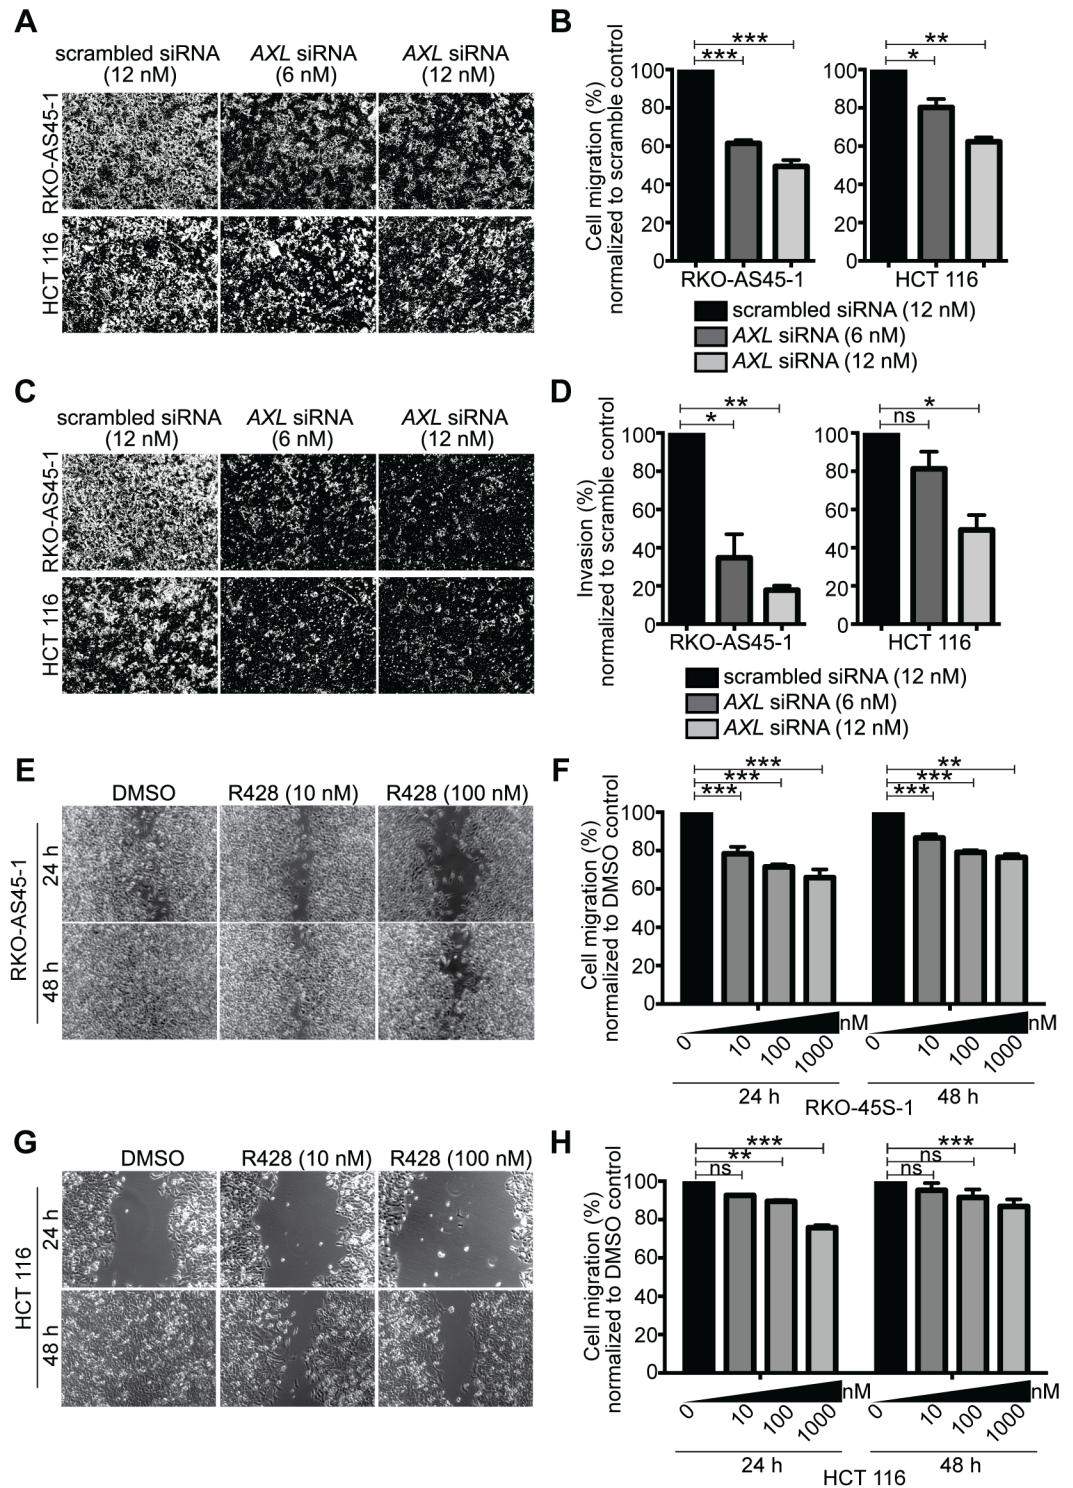 A
scrambled siRNA
(12 nM)
AXL siRNA
(6 nM)
AXL siRNA
(12 nM)
RKO-AS45-1
HCT 116
B
Cell migration (%)
normalized to scramble control
*** ***
** *
100
80
60
40
20
0
100
80
60
40
20
0
RKO-AS45-1
HCT 116
scrambled siRNA (12 nM)
AXL siRNA (6 nM)
AXL siRNA (12 nM)
C
scrambled siRNA
(12 nM)
AXL siRNA
(6 nM)
AXL siRNA
(12 nM)
RKO-AS45-1
HCT 116
D
Invasion (%)
normalized to scramble control
** *
* ns
100
80
60
40
20
0
100
80
60
40
20
0
RKO-AS45-1
HCT 116
scrambled siRNA (12 nM)
AXL siRNA (6 nM)
AXL siRNA (12 nM)
E
DMSO
R428 (10 nM)
R428 (100 nM)
RKO-AS45-1
24 h
48 h
F
Cell migration (%)
normalized to DMSO control
*** *** ***
** *** ***
100
80
60
40
20
0
0 10 100 1000 nM
0 10 100 1000 nM
24 h
48 h
RKO-45S-1
G
DMSO
R428 (10 nM)
R428 (100 nM)
HCT 116
24 h
48 h
H
Cell migration (%)
normalized to DMSO control
*** ** ns
*** ns ns
100
80
60
40
20
0
0 10 100 1000 nM
0 10 100 1000 nM
24 h
48 h
HCT 116